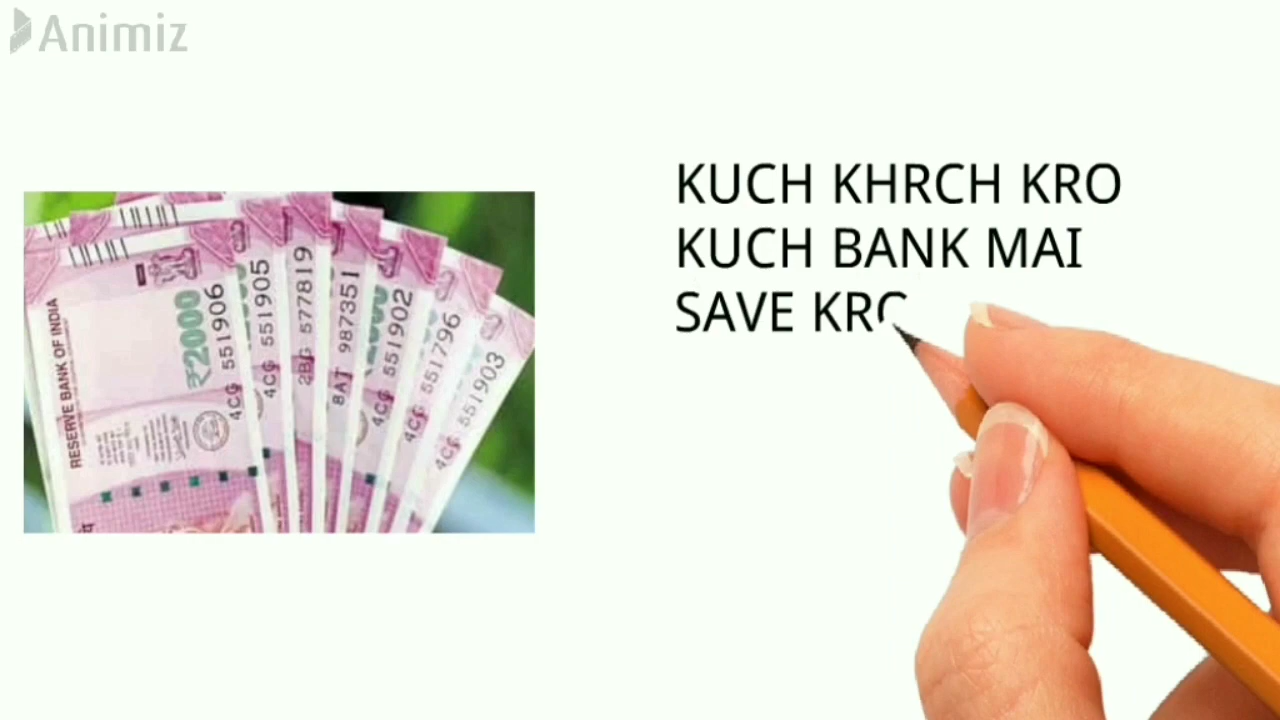 Animiz
KUCH KHRCH KRO
KUCH BANK MAI
SAVE KRO
RESERVE BANK OF INDIA
₹2000
4CG 551906
4CG 551905
2BG 577819
8AT 987351
4CG 551902
4CG 551796
4CG 551903